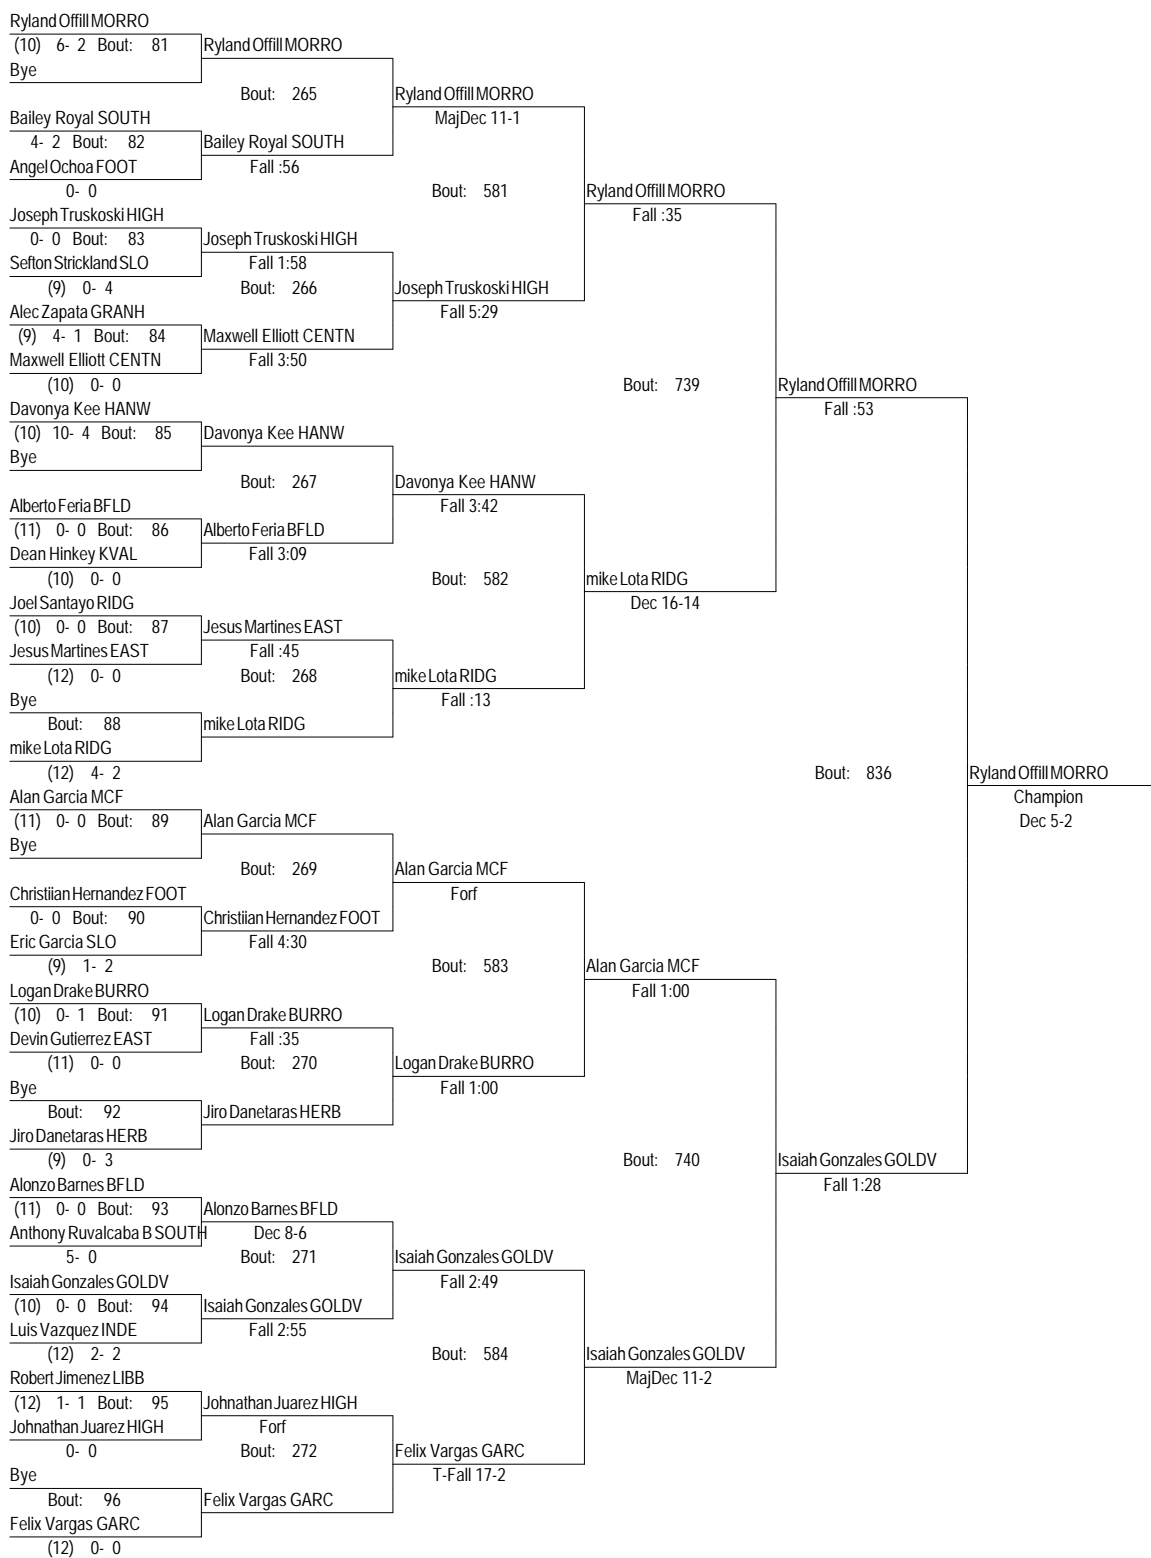 Ryland Offill MORRO
(10) 6- 2 Bout: 81 Ryland Offill MORRO
Bye
Bout: 265 Ryland Offill MORRO
Bailey Royal SOUTH MajDec 11-1
4- 2 Bout: 82 Bailey Royal SOUTH
Angel Ochoa FOOT Fall :56
0- 0 Bout: 581 Ryland Offill MORRO
Joseph Truskoski HIGH Fall :35
0- 0 Bout: 83 Joseph Truskoski HIGH
Sefton Strickland SLO Fall 1:58
(9) 0- 4 Bout: 266 Joseph Truskoski HIGH
Alec Zapata GRANH Fall 5:29
(9) 4- 1 Bout: 84 Maxwell Elliott CENTN
Maxwell Elliott CENTN Fall 3:50
(10) 0- 0 Bout: 739 Ryland Offill MORRO
Davonya Kee HANW Fall :53
(10) 10- 4 Bout: 85 Davonya Kee HANW
Bye
Bout: 267 Davonya Kee HANW
Alberto Feria BFLD Fall 3:42
(11) 0- 0 Bout: 86 Alberto Feria BFLD
Dean Hinkey KVAL Fall 3:09
(10) 0- 0 Bout: 582 mike Lota RIDG
Joel Santayo RIDG Dec 16-14
(10) 0- 0 Bout: 87 Jesus Martines EAST
Jesus Martines EAST Fall :45
(12) 0- 0 Bout: 268 mike Lota RIDG
Bye Fall :13
Bout: 88 mike Lota RIDG
mike Lota RIDG
(12) 4- 2 Bout: 836 Ryland Offill MORRO
Alan Garcia MCF Champion
(11) 0- 0 Bout: 89 Alan Garcia MCF Dec 5-2
Bye
Bout: 269 Alan Garcia MCF
Christiian Hernandez FOOT Forf
0- 0 Bout: 90 Christiian Hernandez FOOT
Eric Garcia SLO Fall 4:30
(9) 1- 2 Bout: 583 Alan Garcia MCF
Logan Drake BURRO Fall 1:00
(10) 0- 1 Bout: 91 Logan Drake BURRO
Devin Gutierrez EAST Fall :35
(11) 0- 0 Bout: 270 Logan Drake BURRO
Bye Fall 1:00
Bout: 92 Jiro Danetaras HERB
Jiro Danetaras HERB
(9) 0- 3 Bout: 740 Isaiah Gonzales GOLDV
Alonzo Barnes BFLD Fall 1:28
(11) 0- 0 Bout: 93 Alonzo Barnes BFLD
Anthony Ruvalcaba B SOUTH Dec 8-6
5- 0 Bout: 271 Isaiah Gonzales GOLDV
Isaiah Gonzales GOLDV Fall 2:49
(10) 0- 0 Bout: 94 Isaiah Gonzales GOLDV
Luis Vazquez INDE Fall 2:55
(12) 2- 2 Bout: 584 Isaiah Gonzales GOLDV
Robert Jimenez LIBB MajDec 11-2
(12) 1- 1 Bout: 95 Johnathan Juarez HIGH
Johnathan Juarez HIGH Forf
0- 0 Bout: 272 Felix Vargas GARC
Bye T-Fall 17-2
Bout: 96 Felix Vargas GARC
Felix Vargas GARC
(12) 0- 0